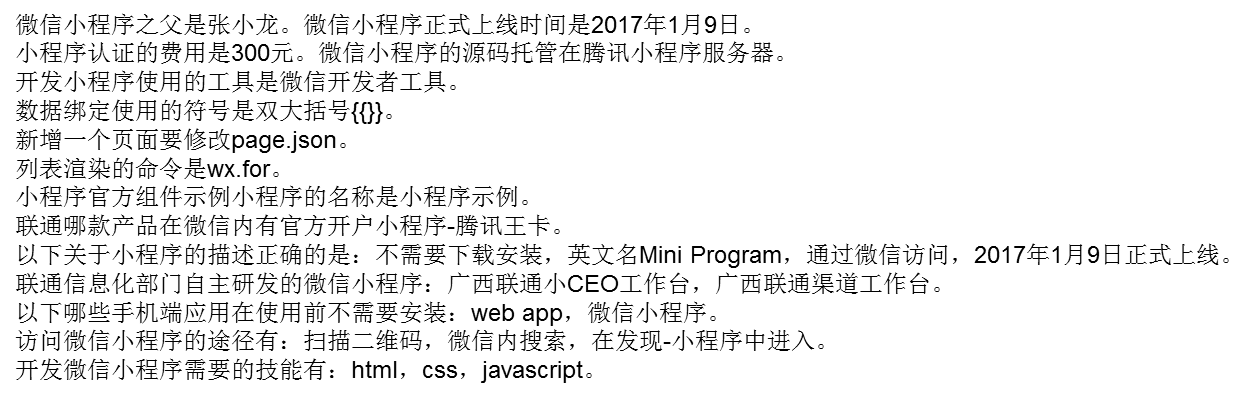 微信小程序之父是张小龙。微信小程序正式上线时间是2017年1月9日。
小程序认证的费用是300元。微信小程序的源码托管在腾讯小程序服务器。
开发小程序使用的工具是微信开发者工具。
数据绑定使用的符号是双大括号{{}}。
新增一个页面要修改page.json。
列表渲染的命令是wx.for。
小程序官方组件示例小程序的名称是小程序示例。
联通哪款产品在微信内有官方开户小程序-腾讯王卡。
以下关于小程序的描述正确的是：不需要下载安装，英文名Mini Program，通过微信访问，2017年1月9日正式上线。
联通信息化部门自主研发的微信小程序：广西联通小CEO工作台，广西联通渠道工作台。
以下哪些手机端应用在使用前不需要安装：web app，微信小程序。
访问微信小程序的途径有：扫描二维码，微信内搜索，在发现-小程序中进入。
开发微信小程序需要的技能有：html，css，javascript。